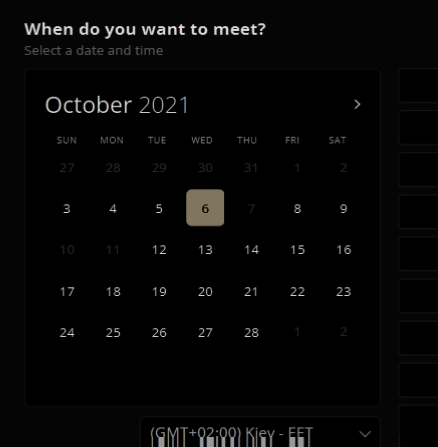 When do you want to meet?
Select a date and time
October 2021 >
SUN MON TUE WED THU FRI SAT
27 28 29 30 31 1 2
3 4 5 6 7 8 9
10 11 12 13 14 15 16
17 18 19 20 21 22 23
24 25 26 27 28 1 2
(GMT+02:00) Kiev - EET